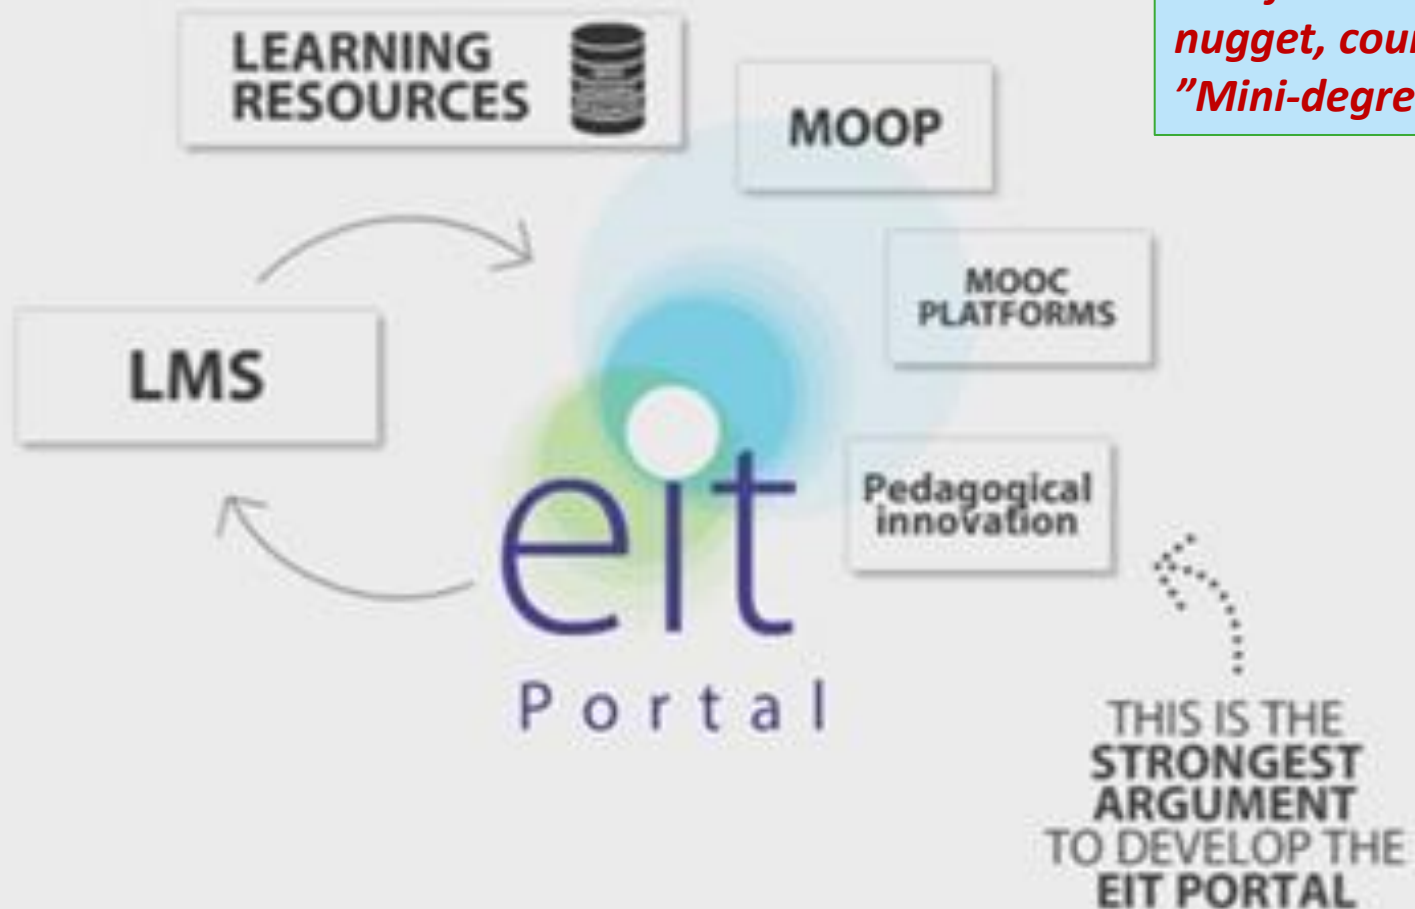 nugget, cour
”Mini-degre
LEARNING
RESOURCES
MOOP
MOOC
PLATFORMS
LMS
Pedagogical
innovation
eit
Portal
THIS IS THE
STRONGEST
ARGUMENT
TO DEVELOP THE
EIT PORTAL